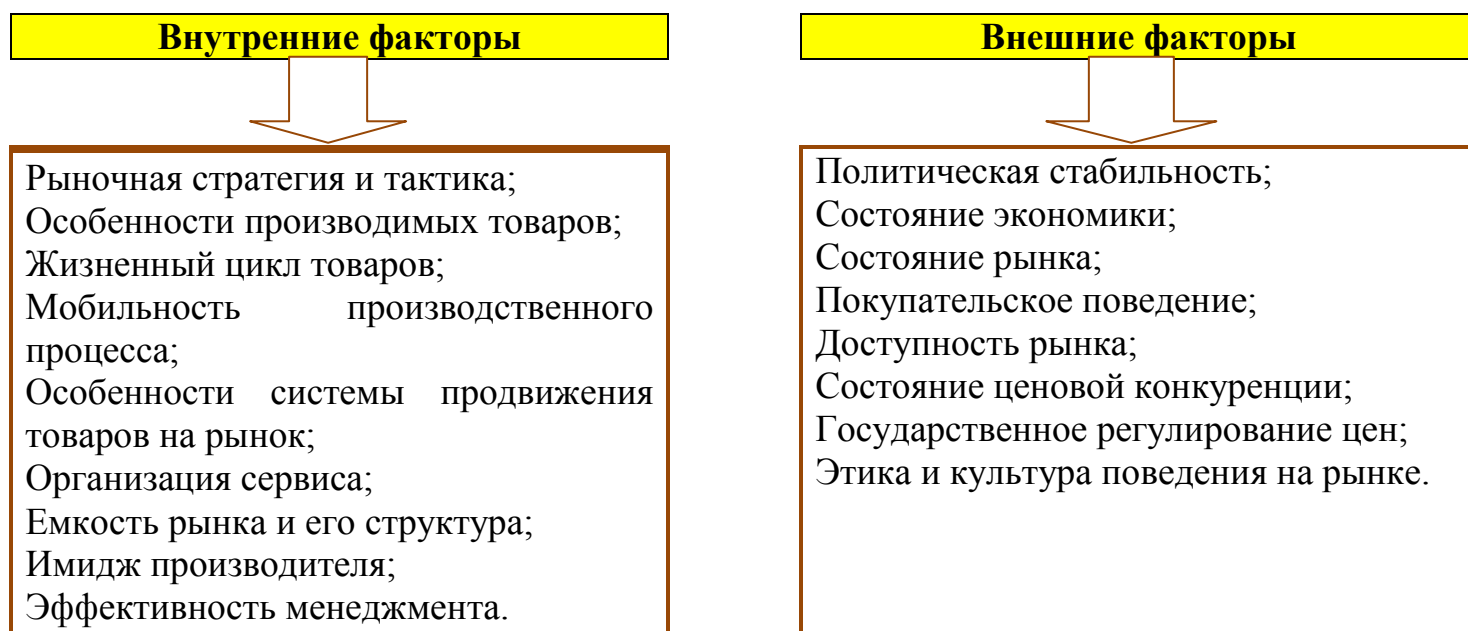 Внутренние факторы
Рыночная стратегия и тактика;
Особенности производимых товаров;
Жизненный цикл товаров;
Мобильность производственного
процесса;
Особенности системы продвижения
товаров на рынок;
Организация сервиса;
Емкость рынка и его структура;
Имидж производителя;
Эффективность менеджмента.
Внешние факторы
Политическая стабильность;
Состояние экономики;
Состояние рынка;
Покупательское поведение;
Доступность рынка;
Состояние ценовой конкуренции;
Государственное регулирование цен;
Этика и культура поведения на рынке.